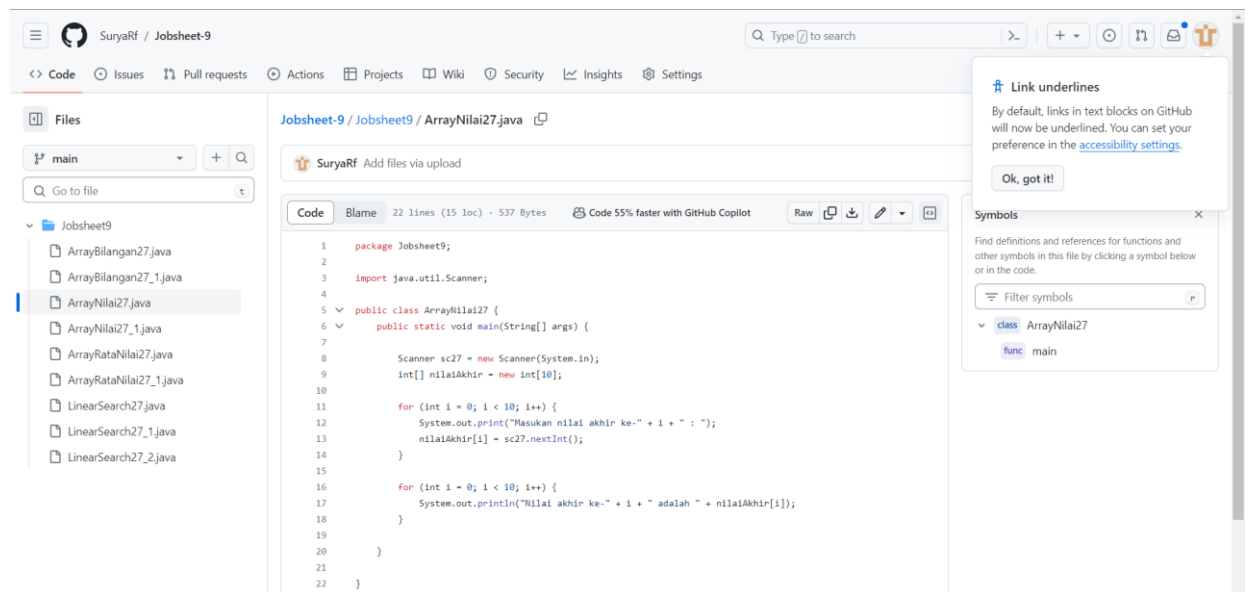 SuryaRf / Jobsheet-9
Type / to search
Code Issues Pull requests Actions Projects Wiki Security Insights Settings
Link underlines
By default, links in text blocks on GitHub
will now be underlined. You can set your
preference in the accessibility settings.
Ok, got it!
Files
main
Go to file t
Jobsheet9
ArrayBilangan27.java
ArrayBilangan27_1.java
ArrayNilai27.java
ArrayNilai27_1.java
ArrayRataNilai27.java
ArrayRataNilai27_1.java
LinearSearch27.java
LinearSearch27_1.java
LinearSearch27_2.java
Jobsheet-9 / Jobsheet9 / ArrayNilai27.java
SuryaRf Add files via upload
Code Blame 22 lines (15 loc) · 537 Bytes Code 55% faster with GitHub Copilot Raw
1 package Jobsheet9;
2
3 import java.util.Scanner;
4
5 public class ArrayNilai27 {
6 public static void main(String[] args) {
7
8 Scanner sc27 = new Scanner(System.in);
9 int[] nilaiAkhir = new int[10];
10
11 for (int i = 0; i < 10; i++) {
12 System.out.print("Masukan nilai akhir ke-" + i + " : ");
13 nilaiAkhir[i] = sc27.nextInt();
14 }
15
16 for (int i = 0; i < 10; i++) {
17 System.out.println("Nilai akhir ke-" + i + " adalah " + nilaiAkhir[i]);
18 }
19
20 }
21
22 }
Symbols
Find definitions and references for functions and
other symbols in this file by clicking a symbol below
or in the code.
Filter symbols r
class ArrayNilai27
func main